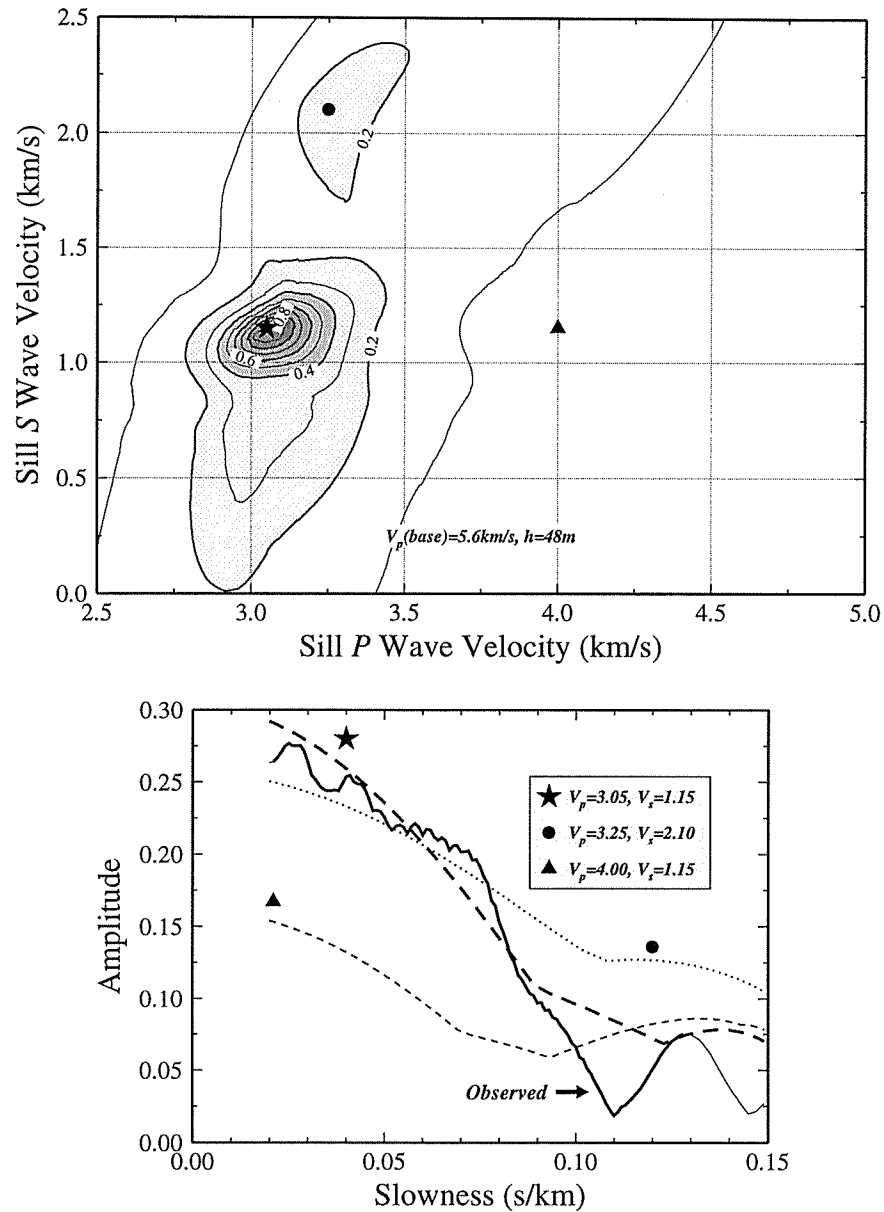 2.5
2.0
1.5
1.0
0.5
0.0
Sill S Wave Velocity (km/s)
0.2
0.8
0.6
0.4
0.2
V_p(base)=5.6km/s, h=48m
2.5 3.0 3.5 4.0 4.5 5.0
Sill P Wave Velocity (km/s)
0.30
0.25
0.20
0.15
0.10
0.05
0.00
Amplitude
V_p=3.05, V_s=1.15
V_p=3.25, V_s=2.10
V_p=4.00, V_s=1.15
Observed
0.00 0.05 0.10 0.15
Slowness (s/km)